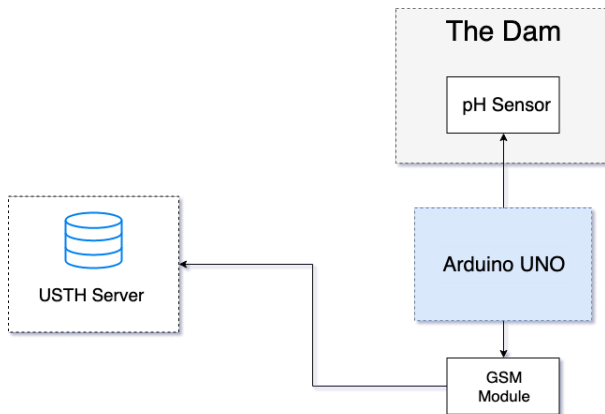 The Dam
pH Sensor
Arduino UNO
USTH Server
GSM
Module